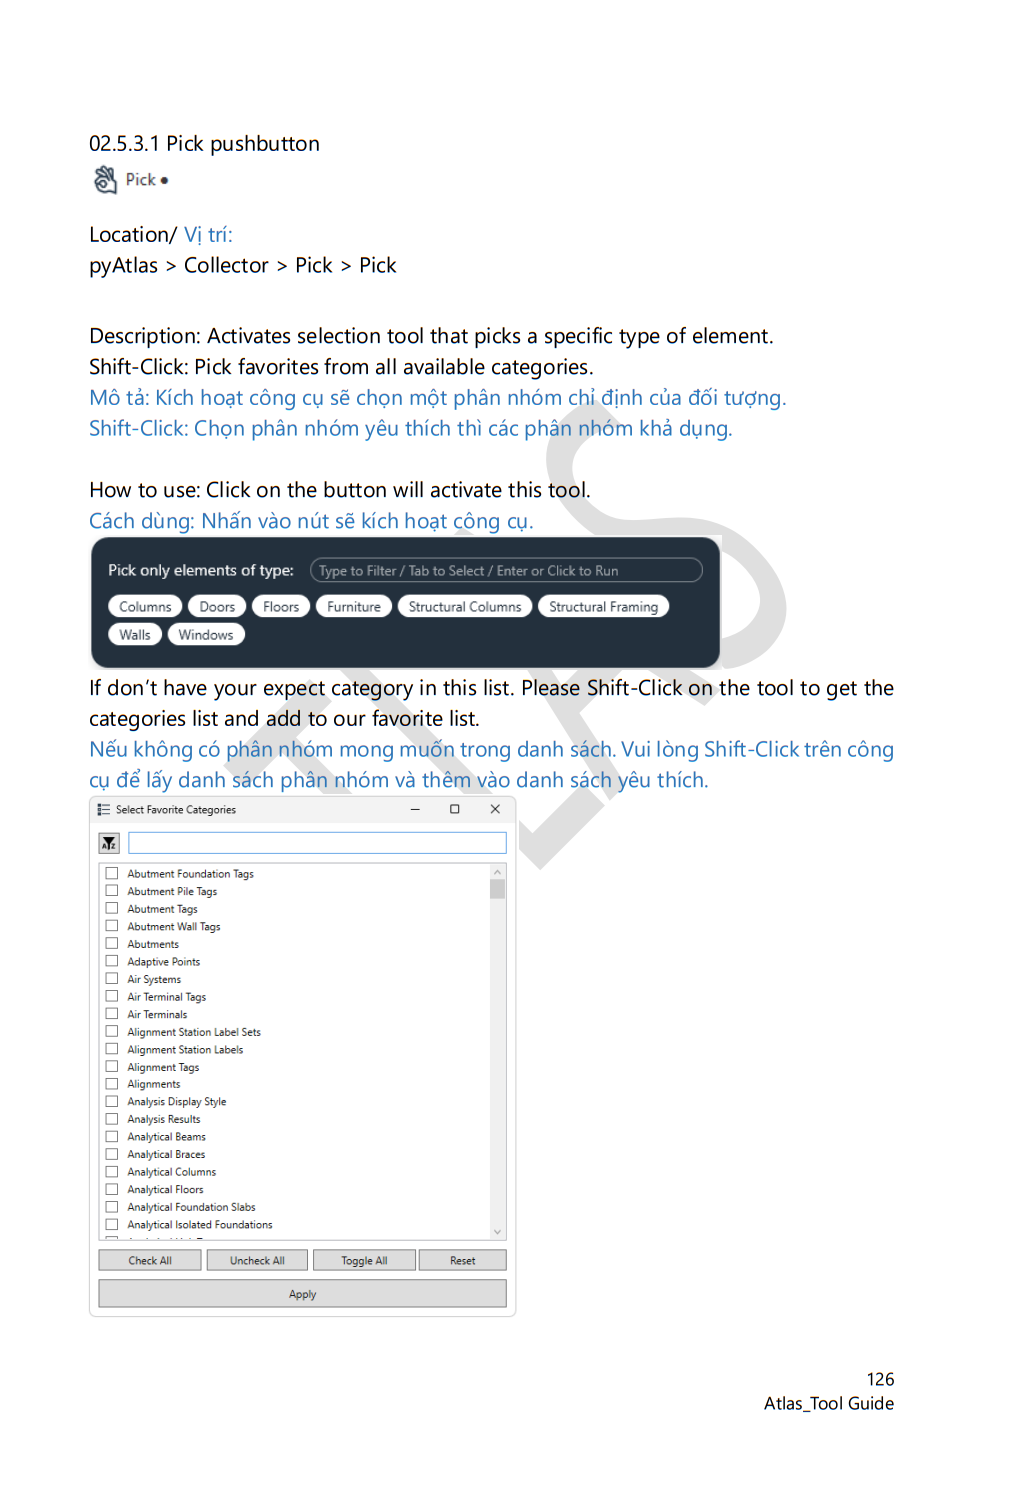 02.5.3.1 Pick pushbutton
Pick
Location/ Vị trí:
pyAtlas > Collector > Pick > Pick
Description: Activates selection tool that picks a specific type of element.
Shift-Click: Pick favorites from all available categories.
Mô tả: Kích hoạt công cụ sẽ chọn một phân nhóm chỉ định của đối tượng.
Shift-Click: Chọn phân nhóm yêu thích thì các phân nhóm khả dụng.
How to use: Click on the button will activate this tool.
Cách dùng: Nhấn vào nút sẽ kích hoạt công cụ.
Pick only elements of type: Type to Filter / Tab to Select / Enter or Click to Run
Columns Doors Floors Furniture Structural Columns Structural Framing
Walls Windows
If don't have your expect category in this list. Please Shift-Click on the tool to get the
categories list and add to our favorite list.
Nếu không có phân nhóm mong muốn trong danh sách. Vui lòng Shift-Click trên công
cụ để lấy danh sách phân nhóm và thêm vào danh sách yêu thích.
Select Favorite Categories
Abutment Foundation Tags
Abutment Pile Tags
Abutment Tags
Abutment Wall Tags
Abutments
Adaptive Points
Air Systems
Air Terminal Tags
Air Terminals
Alignment Station Label Sets
Alignment Station Labels
Alignment Tags
Alignments
Analysis Display Style
Analysis Results
Analytical Beams
Analytical Braces
Analytical Columns
Analytical Floors
Analytical Foundation Slabs
Analytical Isolated Foundations
Check All Uncheck All Toggle All Reset
Apply
126
Atlas_Tool Guide